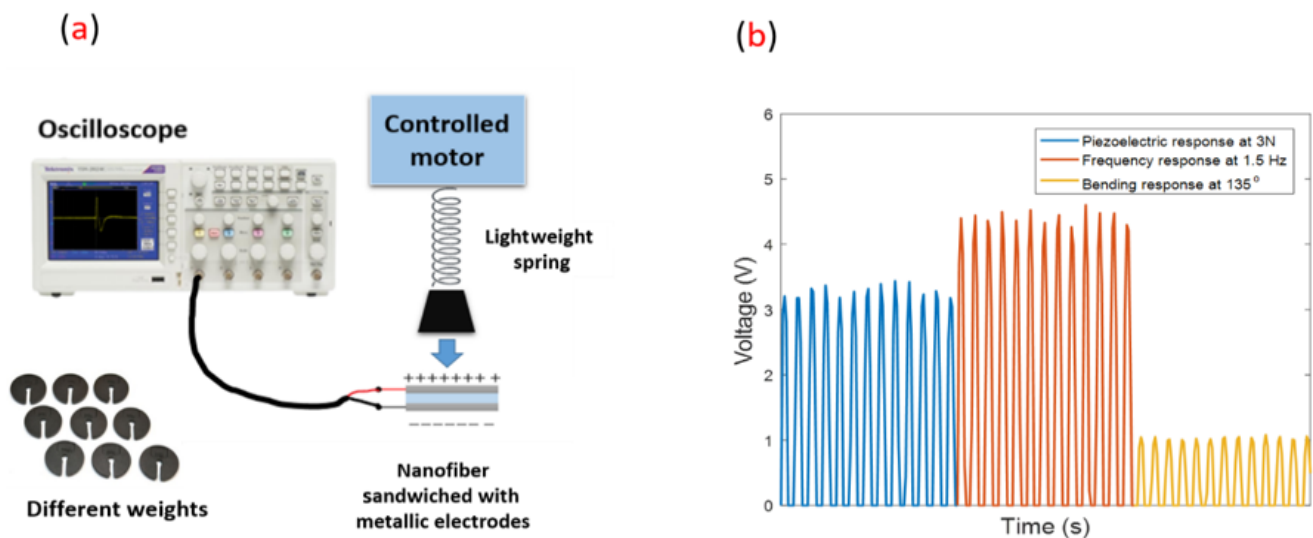 (a)
Oscilloscope
Tektronix
Controlled
motor
Lightweight
spring
+ + + + + + + +
− − − − − − −
Different weights
Nanofiber
sandwiched with
metallic electrodes
(b)
Piezoelectric response at 3N
Frequency response at 1.5 Hz
Bending response at 135°
6
5
4
3
2
1
0
Voltage (V)
Time (s)